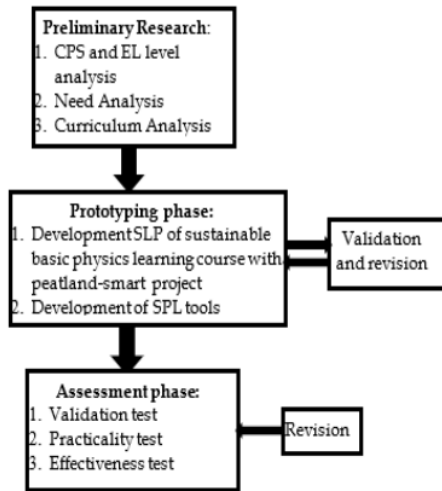 Preliminary Research:
1. CPS and EL level
analysis
2. Need Analysis
3. Curriculum Analysis
Prototyping phase:
1. Development SLP of sustainable
basic physics learning course with
peatland-smart project
2. Development of SPL tools
Validation
and revision
Assessment phase:
1. Validation test
2. Practicality test
3. Effectiveness test
Revision